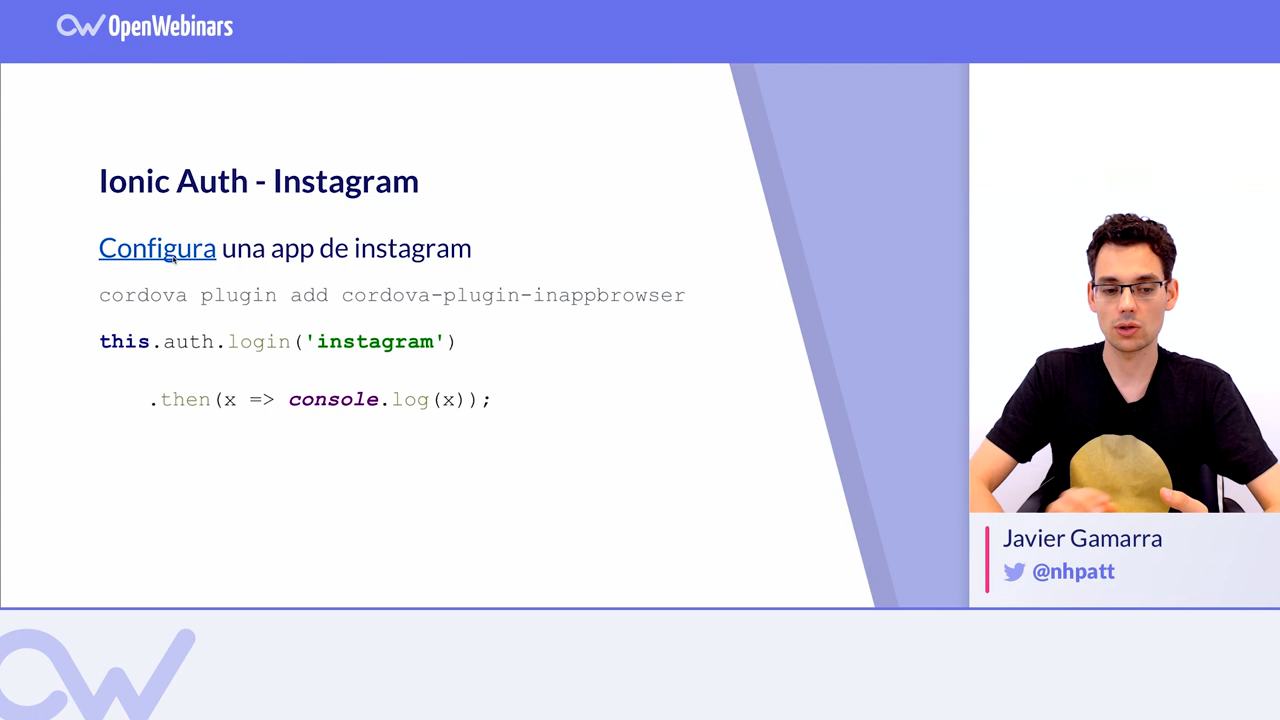 OpenWebinars
Ionic Auth - Instagram
Configura una app de instagram
cordova plugin add cordova-plugin-inappbrowser
this.auth.login('instagram')
.then(x => console.log(x));
Javier Gamarra
@nhpatt